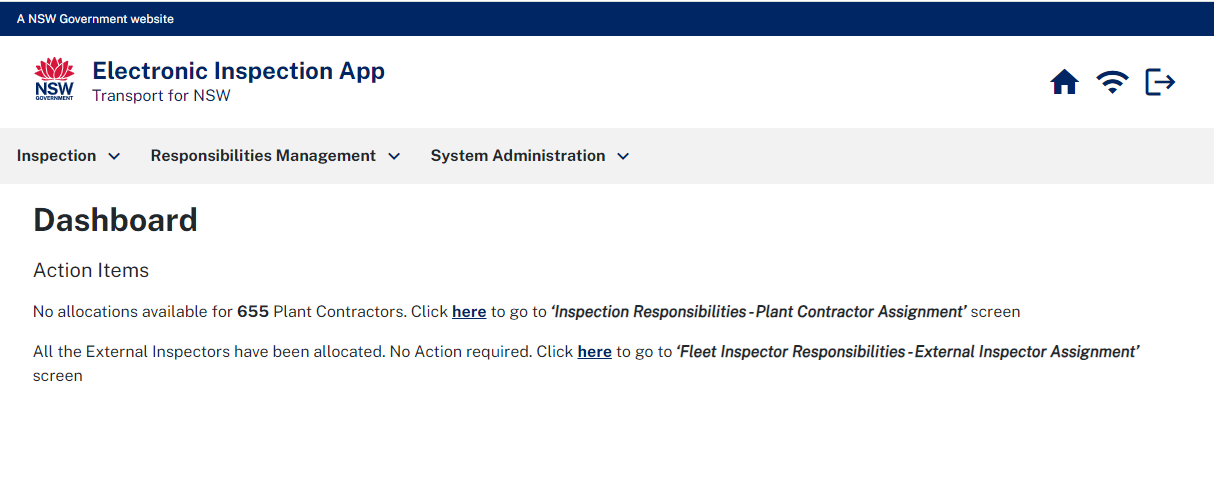 A NSW Government website
Electronic Inspection App
NSW
GOVERNMENT
Transport for NSW
Inspection Responsibilities Management System Administration
Dashboard
Action Items
No allocations available for 655 Plant Contractors. Click here to go to ‘Inspection Responsibilities - Plant Contractor Assignment’ screen
All the External Inspectors have been allocated. No Action required. Click here to go to ‘Fleet Inspector Responsibilities - External Inspector Assignment’
screen